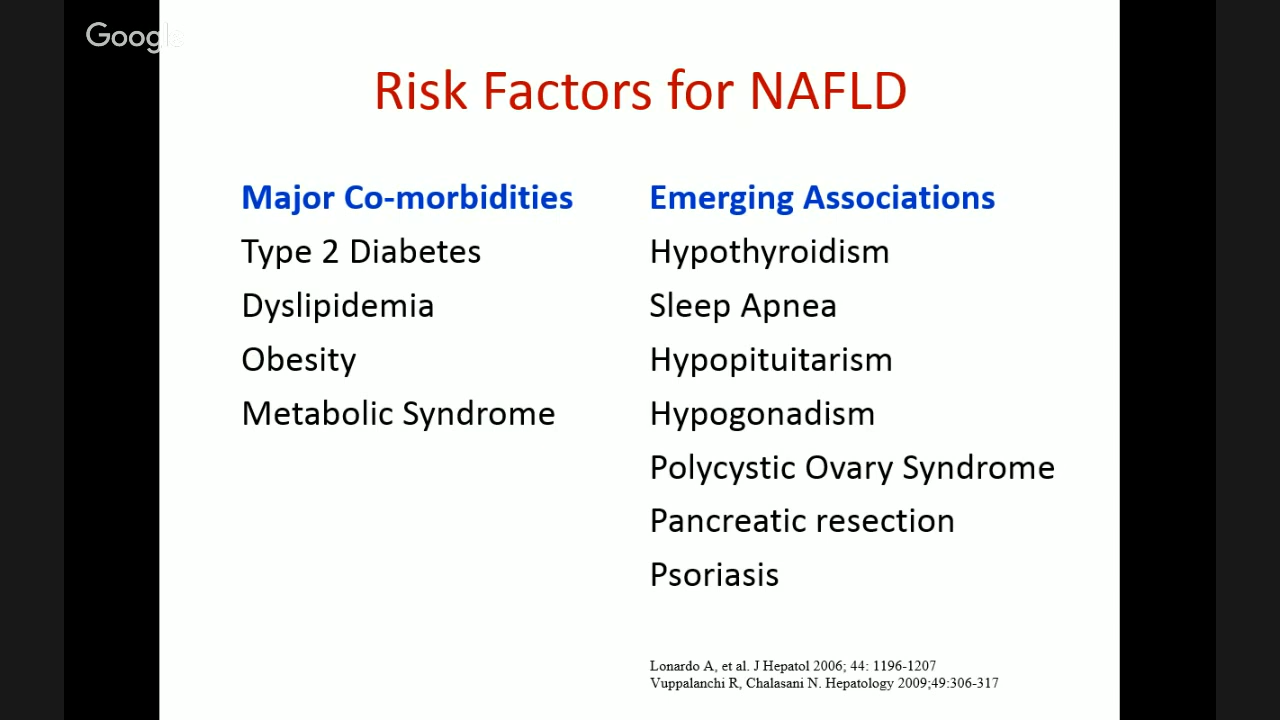 Google
Risk Factors for NAFLD
Major Co-morbidities
Type 2 Diabetes
Dyslipidemia
Obesity
Metabolic Syndrome
Emerging Associations
Hypothyroidism
Sleep Apnea
Hypopituitarism
Hypogonadism
Polycystic Ovary Syndrome
Pancreatic resection
Psoriasis
Lonardo A, et al. J Hepatol 2006; 44: 1196-1207
Vuppalanchi R, Chalasani N. Hepatology 2009;49:306-317